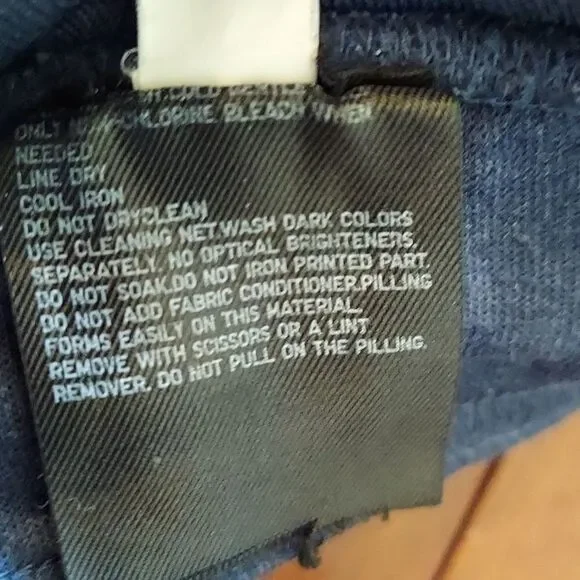 COLD GENTLE
ONLY NON-CHLORINE BLEACH WHEN
NEEDED
LINE DRY
COOL IRON
DO NOT DRYCLEAN
USE CLEANING NET.WASH DARK COLORS
SEPARATELY. NO OPTICAL BRIGHTENERS.
DO NOT SOAK.DO NOT IRON PRINTED PART.
DO NOT ADD FABRIC CONDITIONER.PILLING
FORMS EASILY ON THIS MATERIAL.
REMOVE WITH SCISSORS OR A LINT
REMOVER. DO NOT PULL ON THE PILLING.